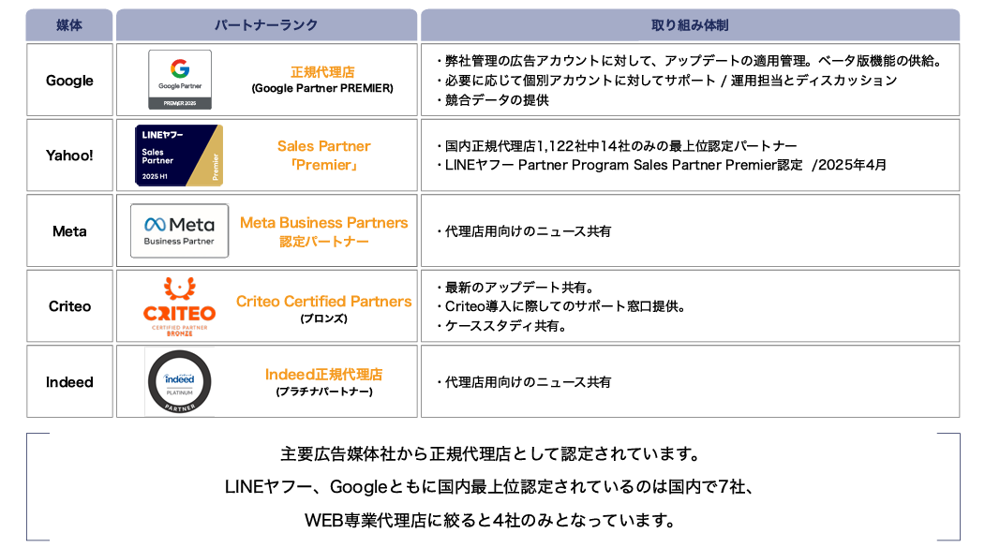 媒体 パートナーランク 取り組み体制
Google
Google Partner
PREMIER 2025
正規代理店
(Google Partner PREMIER)
・弊社管理の広告アカウントに対して、アップデートの適用管理。ベータ版機能の供給。
・必要に応じて個別アカウントに対してサポート / 運用担当とディスカッション
・競合データの提供
Yahoo!
LINEヤフー
Sales
Partner
2025 H1
Premier
Sales Partner
「Premier」
・国内正規代理店1,122社中14社のみの最上位認定パートナー
・LINEヤフー Partner Program Sales Partner Premier認定 /2025年4月
Meta
Meta
Business Partner
Meta Business Partners
認定パートナー
・代理店用向けのニュース共有
Criteo
CRITEO
CERTIFIED PARTNER
BRONZE
Criteo Certified Partners
(ブロンズ)
・最新のアップデート共有。
・Criteo導入に際してのサポート窓口提供。
・ケーススタディ共有。
Indeed
indeed
PLATINUM
PARTNER
Indeed正規代理店
(プラチナパートナー)
・代理店用向けのニュース共有
主要広告媒体社から正規代理店として認定されています。
LINEヤフー、Googleともに国内最上位認定されているのは国内で7社、
WEB専業代理店に絞ると4社のみとなっています。